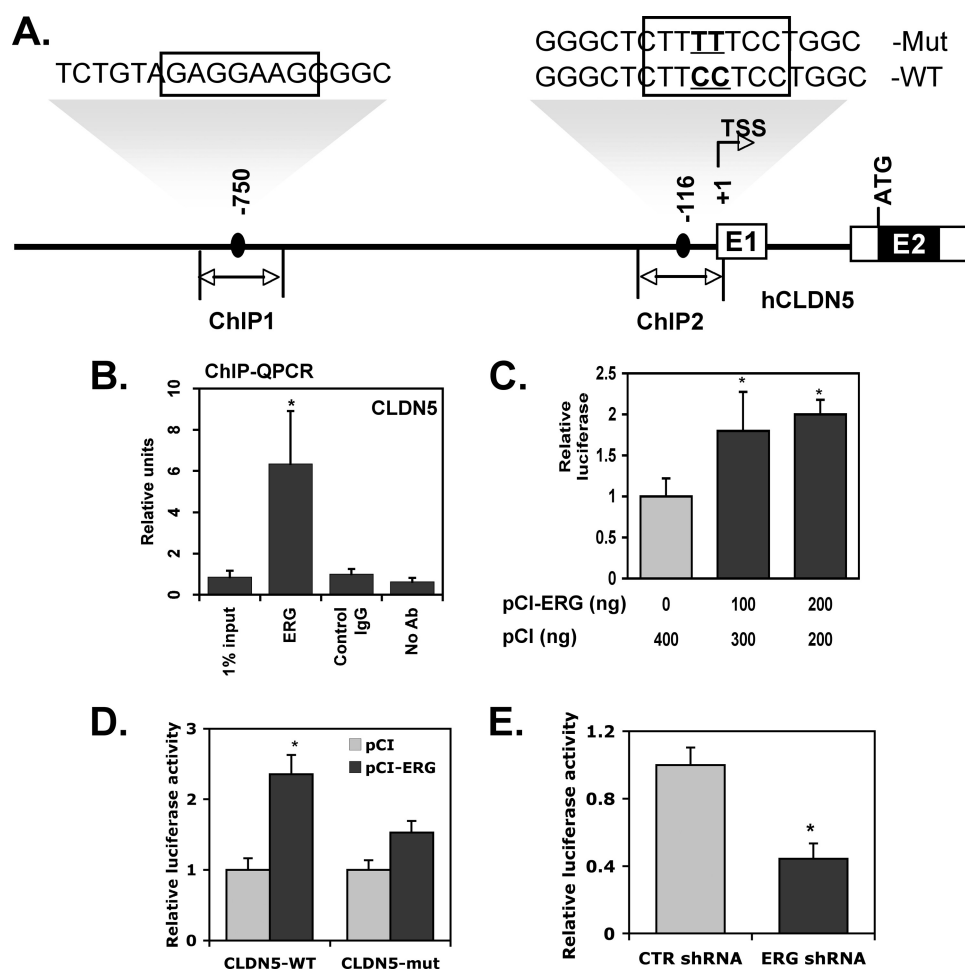 A.
GGGCTCTTTTTCCTGGC -Mut
TCTGTAGAGGAAGGGGC
GGGCTCTTCCTCCTGGC -WT
TSS
-750
-116
+1
ATG
E1
E2
ChIP1
ChIP2
hCLDN5
B.
ChIP-QPCR
CLDN5
Relative units
10
8
6
4
2
0
*
1% input
ERG
Control IgG
No Ab
C.
Relative luciferase
2.5
2
1.5
1
0.5
0
* *
pCI-ERG (ng) 0 100 200
pCI (ng) 400 300 200
D.
Relative luciferase activity
3
2
1
0
*
pCI
pCI-ERG
CLDN5-WT CLDN5-mut
E.
Relative luciferase activity
1.2
0.8
0.4
0
*
CTR shRNA ERG shRNA